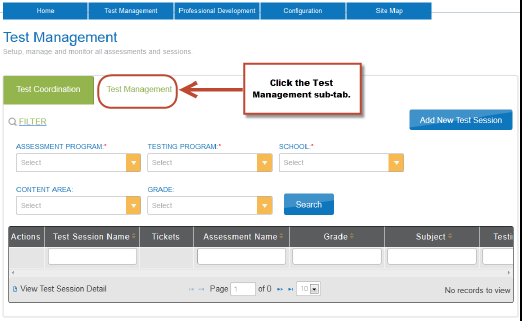 Home Test Management Professional Development Configuration Site Map
Test Management
Setup, manage and monitor all assessments and sessions
Test Coordination Test Management
Click the Test
Management sub-tab.
FILTER
Add New Test Session
ASSESSMENT PROGRAM:* TESTING PROGRAM:* SCHOOL:*
Select Select Select
CONTENT AREA: GRADE:
Select Select Search
Actions Test Session Name Tickets Assessment Name Grade Subject Testi
View Test Session Detail Page 1 of 0 10 No records to view